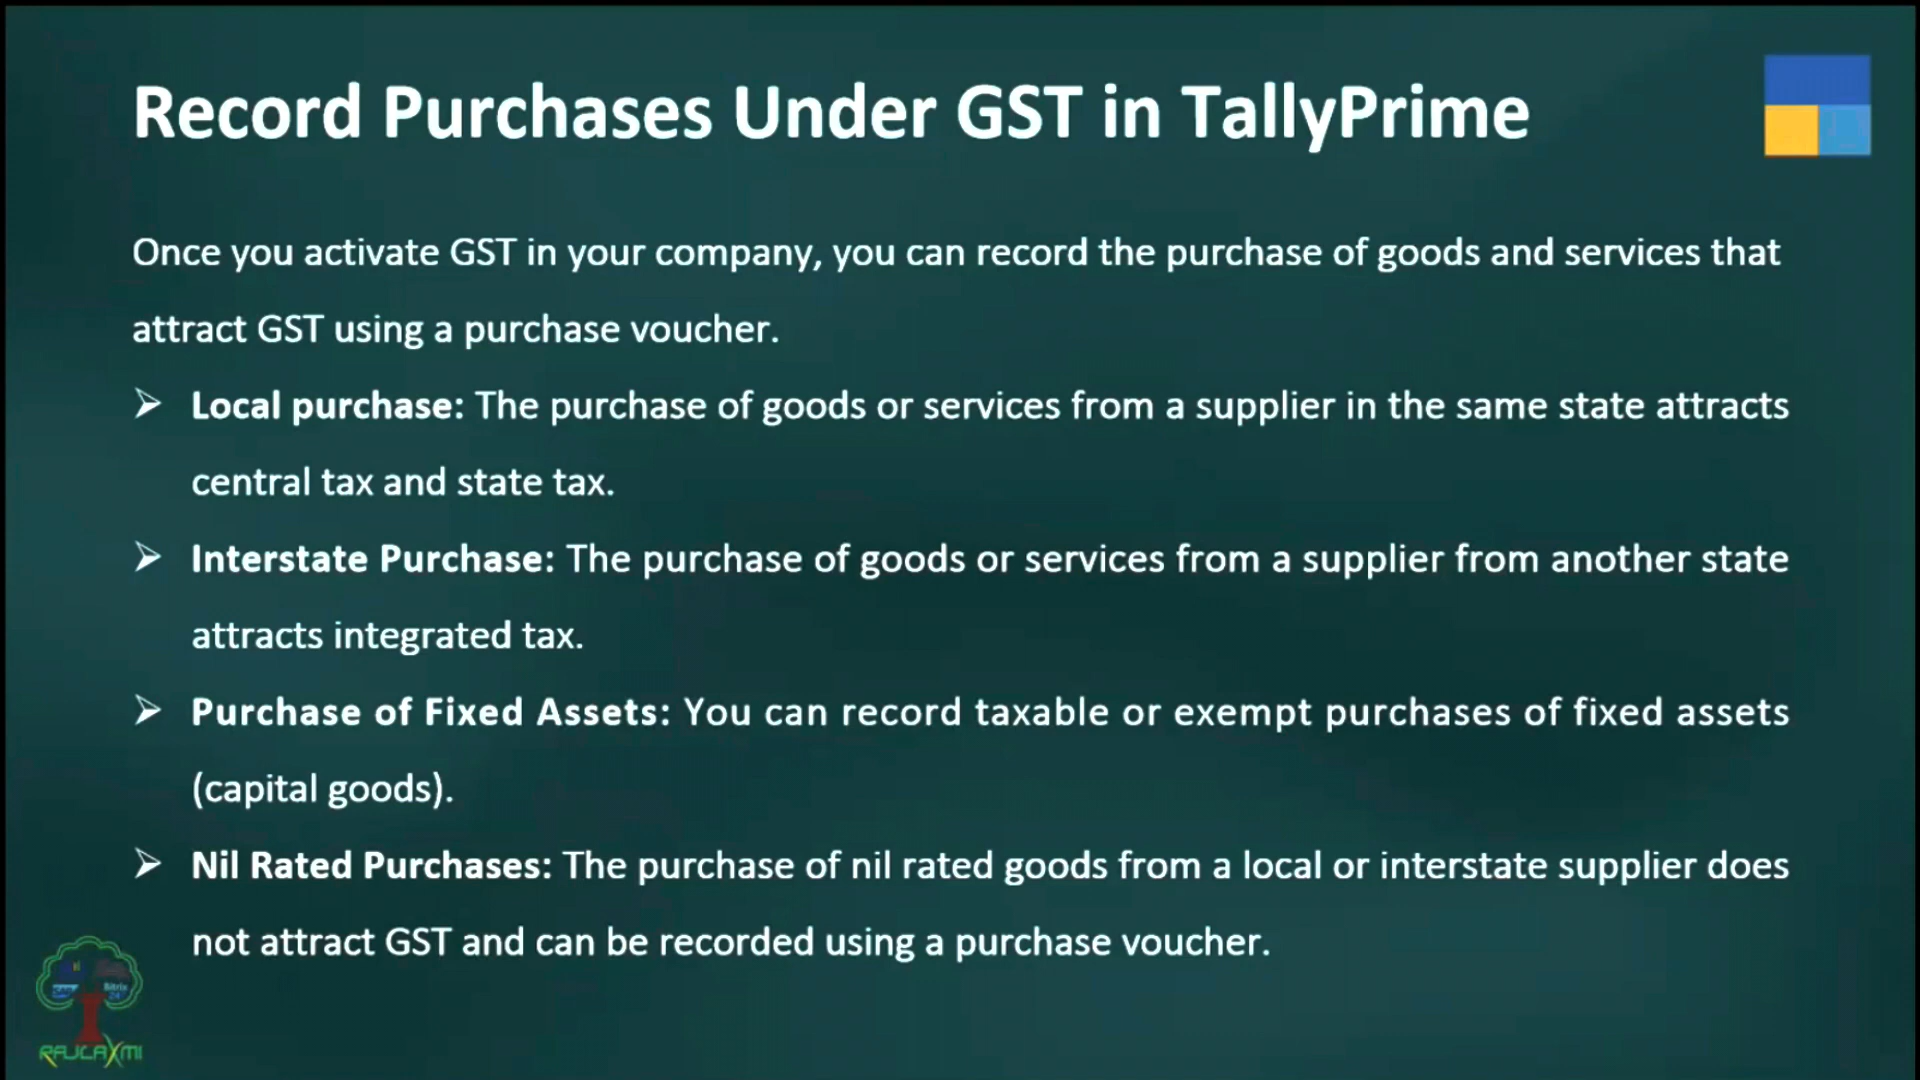 Record Purchases Under GST in TallyPrime
Once you activate GST in your company, you can record the purchase of goods and services that
attract GST using a purchase voucher.
➢ Local purchase: The purchase of goods or services from a supplier in the same state attracts
central tax and state tax.
➢ Interstate Purchase: The purchase of goods or services from a supplier from another state
attracts integrated tax.
➢ Purchase of Fixed Assets: You can record taxable or exempt purchases of fixed assets
(capital goods).
➢ Nil Rated Purchases: The purchase of nil rated goods from a local or interstate supplier does
not attract GST and can be recorded using a purchase voucher.
Bitrix
24